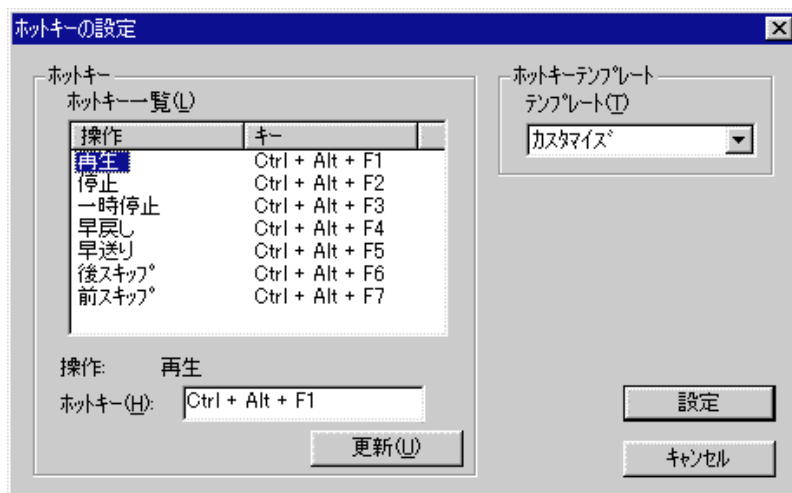 ホットキーの設定
ホットキー
ホットキー一覧(L)
操作 キー
再生 Ctrl + Alt + F1
停止 Ctrl + Alt + F2
一時停止 Ctrl + Alt + F3
早戻し Ctrl + Alt + F4
早送り Ctrl + Alt + F5
後スキップ Ctrl + Alt + F6
前スキップ Ctrl + Alt + F7
操作: 再生
ホットキー(H): Ctrl + Alt + F1
更新(U)
ホットキーテンプレート
テンプレート(T)
カスタマイズ
設定
キャンセル